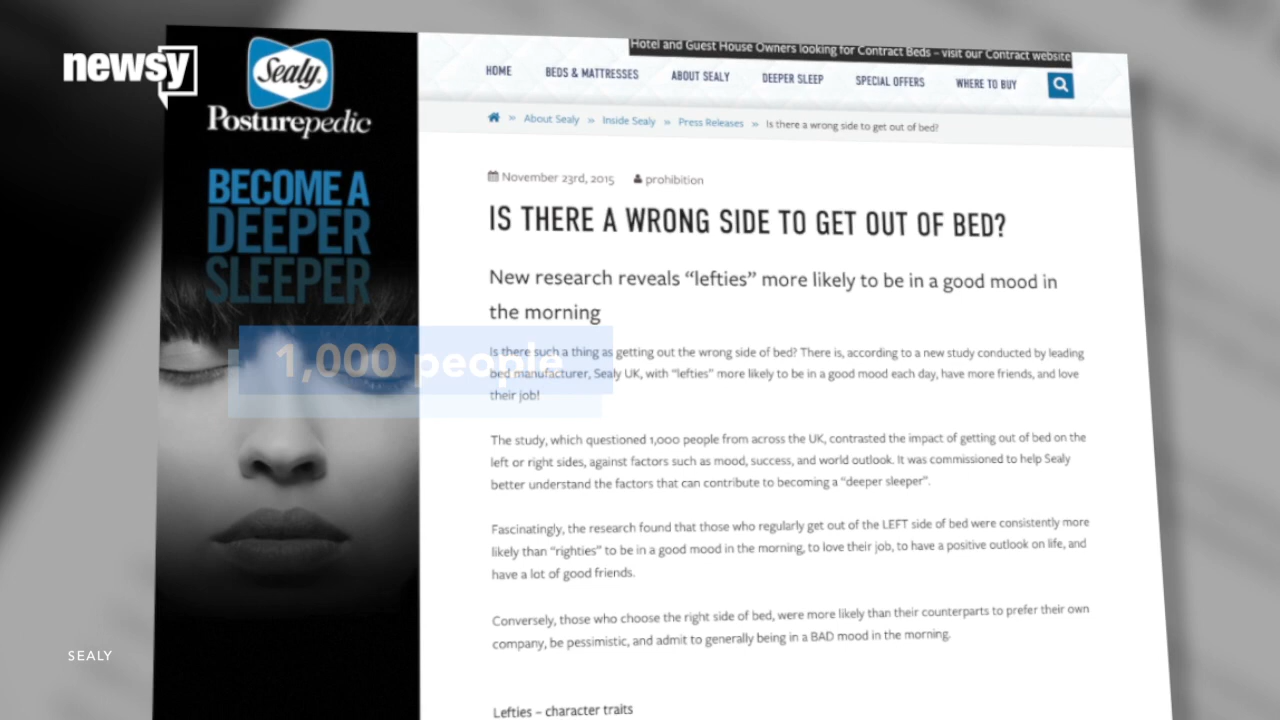 newsy
Sealy
Posturepedic
BECOME A
DEEPER
SLEEPER
1,000 people
SEALY
Hotel and Guest House Owners looking for Contract Beds – visit our Contract website
HOME BEDS & MATTRESSES ABOUT SEALY DEEPER SLEEP SPECIAL OFFERS WHERE TO BUY
» About Sealy » Inside Sealy » Press Releases » Is there a wrong side to get out of bed?
November 23rd, 2015 prohibition
IS THERE A WRONG SIDE TO GET OUT OF BED?
New research reveals “lefties” more likely to be in a good mood in
the morning
Is there such a thing as getting out the wrong side of bed? There is, according to a new study conducted by leading
bed manufacturer, Sealy UK, with “lefties” more likely to be in a good mood each day, have more friends, and love
their job!
The study, which questioned 1,000 people from across the UK, contrasted the impact of getting out of bed on the
left or right sides, against factors such as mood, success, and world outlook. It was commissioned to help Sealy
better understand the factors that can contribute to becoming a “deeper sleeper”.
Fascinatingly, the research found that those who regularly get out of the LEFT side of bed were consistently more
likely than “righties” to be in a good mood in the morning, to love their job, to have a positive outlook on life, and
have a lot of good friends.
Conversely, those who choose the right side of bed, were more likely than their counterparts to prefer their own
company, be pessimistic, and admit to generally being in a BAD mood in the morning.
Lefties – character traits